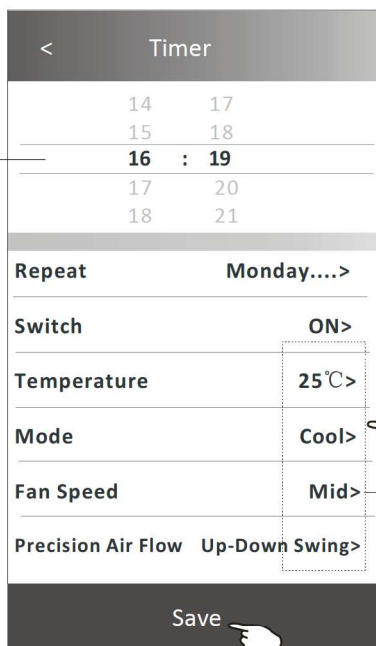 < Timer
14 17
15 18
16 : 19
17 20
18 21
Repeat Monday....>
Switch ON>
Temperature 25℃>
Mode Cool>
Fan Speed Mid>
Precision Air Flow Up-Down Swing>
Save